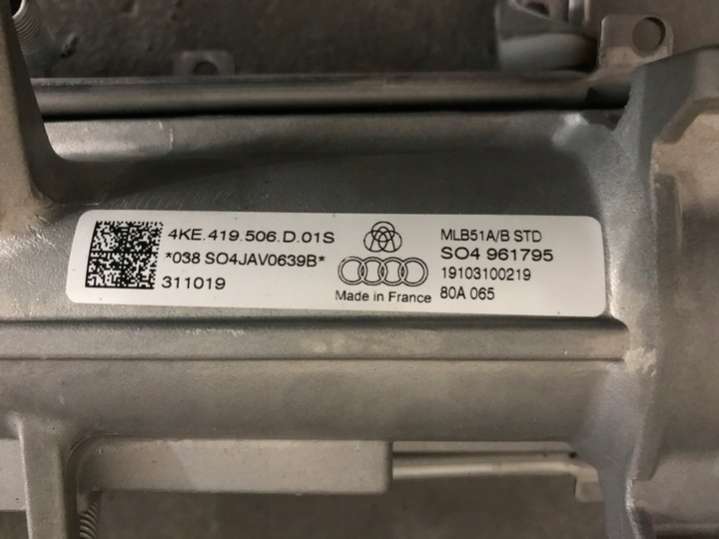 4KE.419.506.D.01S
*038 SO4JAV0639B*
311019
Made in France
MLB51A/B STD
SO4 961795
19103100219
80A 065